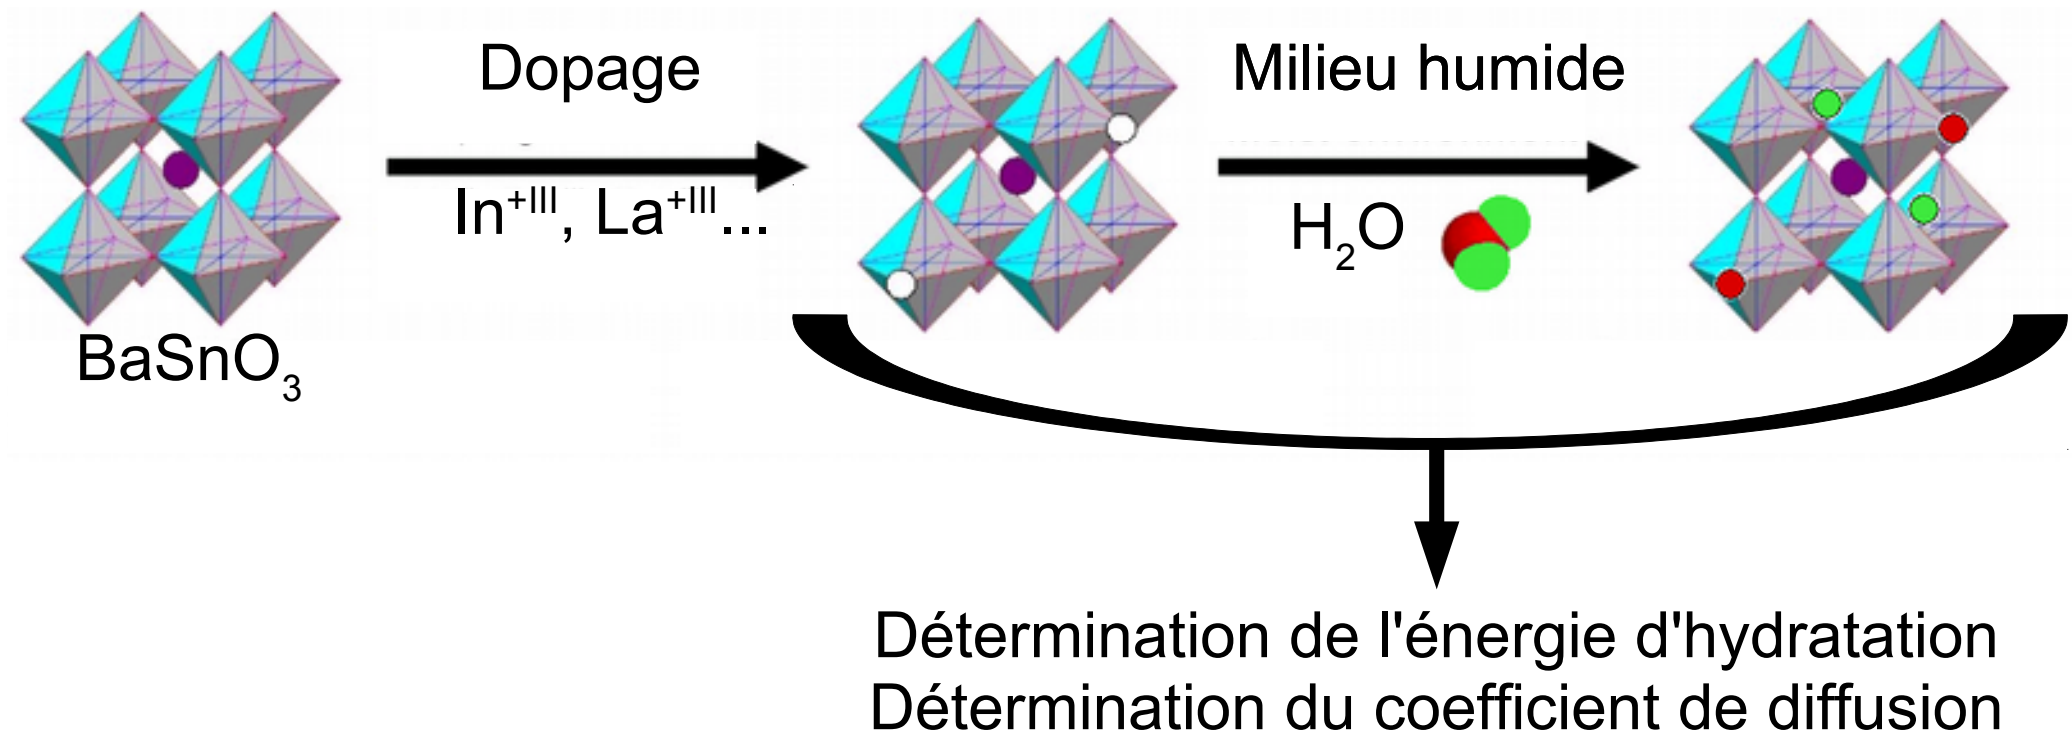 Dopage
In+III, La+III...
BaSnO3
Milieu humide
H2O
Détermination de l'énergie d'hydratation
Détermination du coefficient de diffusion